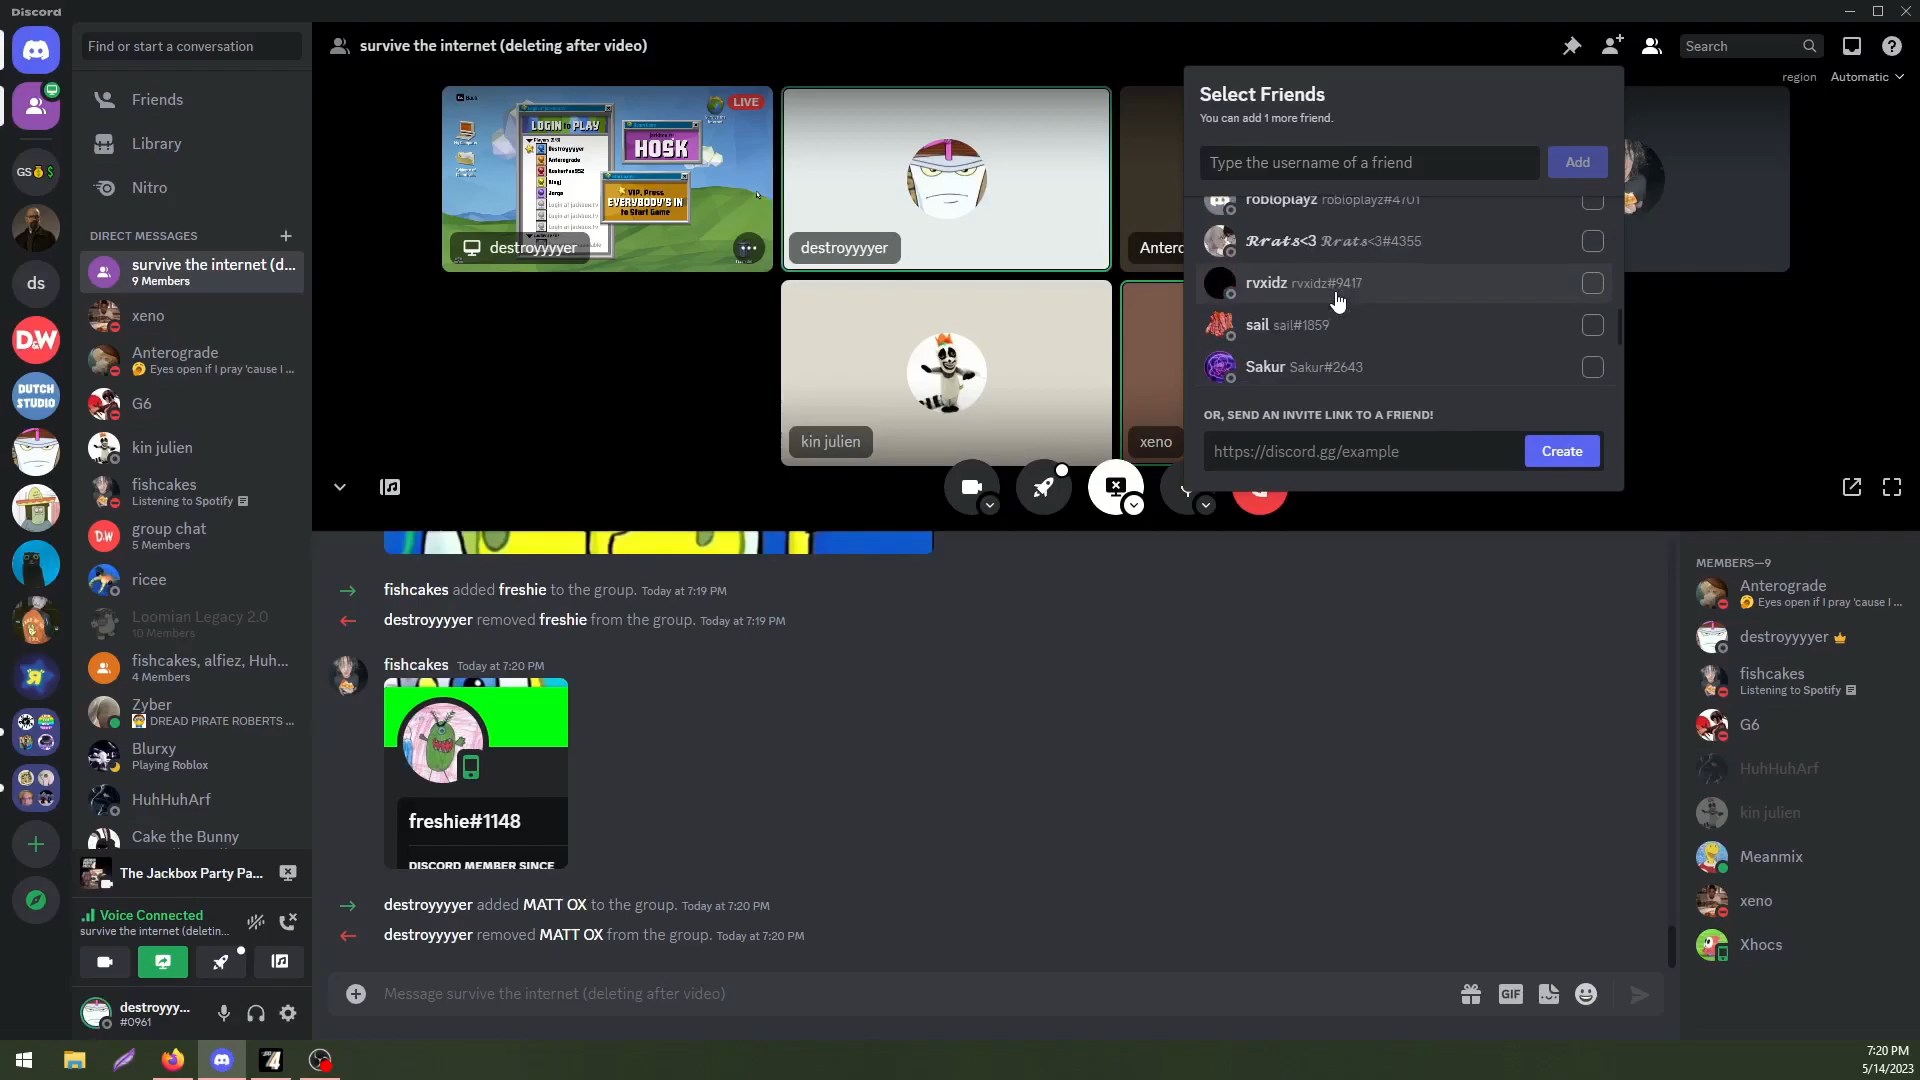 Discord
Find or start a conversation
Friends
Library
Nitro
DIRECT MESSAGES
survive the internet (d...
9 Members
xeno
Anterograde
Eyes open if I pray 'cause I ...
G6
kin julien
fishcakes
Listening to Spotify
group chat
5 Members
ricee
Loomian Legacy 2.0
10 Members
fishcakes, alfiez, Huh...
4 Members
Zyber
DREAD PIRATE ROBERTS ...
Blurxy
Playing Roblox
HuhHuhArf
Cake the Bunny
The Jackbox Party Pa...
Voice Connected
survive the internet (deletin...
destroyyy...
#0961
GS
ds
D&W
DUTCH
STUDIO
D&W
survive the internet (deleting after video)
Search
region Automatic
LIVE
LOGIN to PLAY
Destroyyyyer
Anterograde
HOSK
VIP, Press
EVERYBODY'S IN
to Start Game
destroyyyyer
destroyyyyer
Antero
kin julien
xeno
Select Friends
You can add 1 more friend.
Type the username of a friend
Add
robloplayz robloplayz#4701
𝓡𝓻𝓪𝓽𝓼<3 𝓡𝓻𝓪𝓽𝓼<3#4355
rvxidz rvxidz#9417
sail sail#1859
Sakur Sakur#2643
OR, SEND AN INVITE LINK TO A FRIEND!
https://discord.gg/example
Create
fishcakes added freshie to the group. Today at 7:19 PM
destroyyyyer removed freshie from the group. Today at 7:19 PM
fishcakes Today at 7:20 PM
freshie#1148
DISCORD MEMBER SINCE
destroyyyyer added MATT OX to the group. Today at 7:20 PM
destroyyyyer removed MATT OX from the group. Today at 7:20 PM
Message survive the internet (deleting after video)
GIF
MEMBERS—9
Anterograde
Eyes open if I pray 'cause I ...
destroyyyyer
fishcakes
Listening to Spotify
G6
HuhHuhArf
kin julien
Meanmix
xeno
Xhocs
7:20 PM
5/14/2023